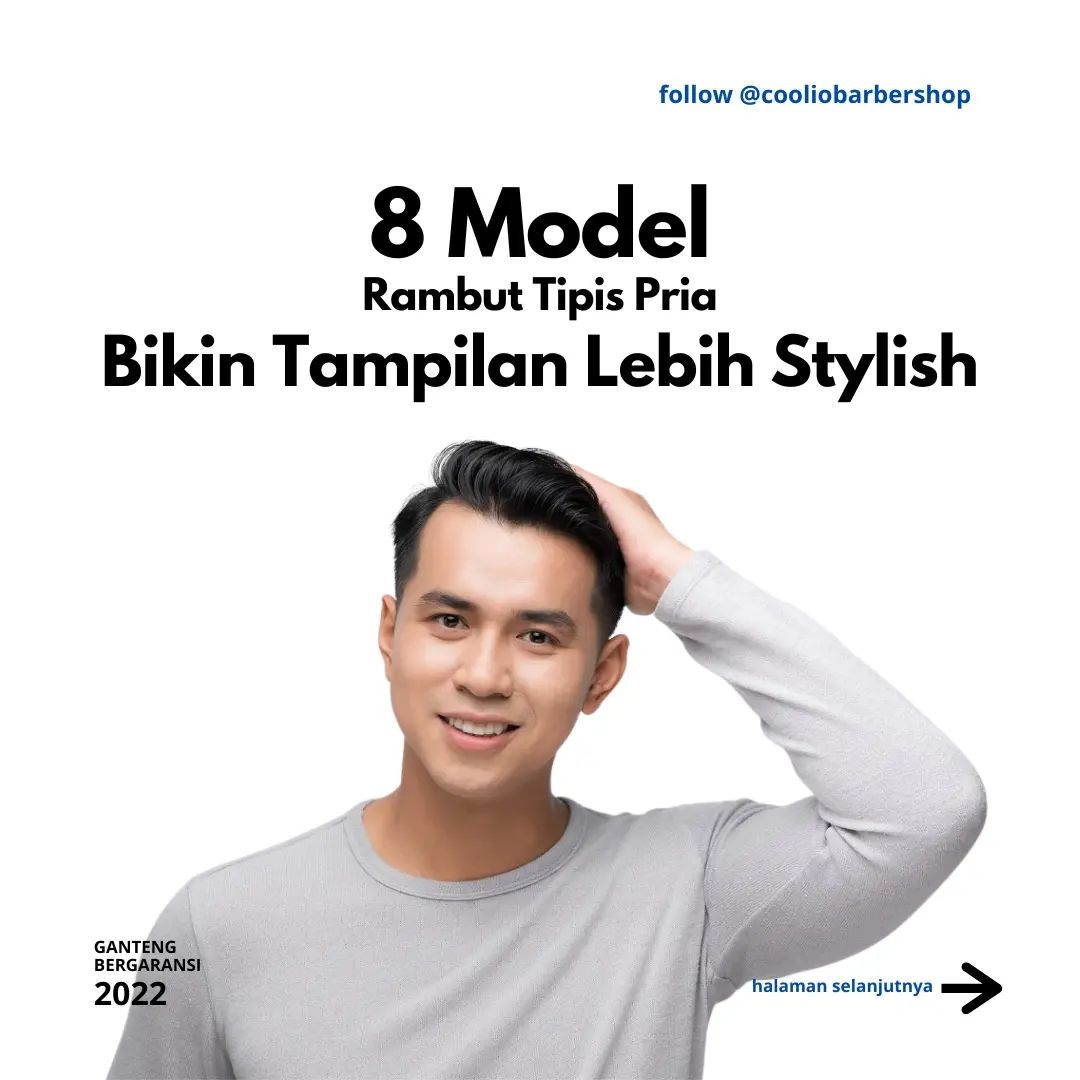 follow @cooliobarbershop
8 Model
Rambut Tipis Pria
Bikin Tampilan Lebih Stylish
GANTENG
BERGARANSI
2022
halaman selanjutnya